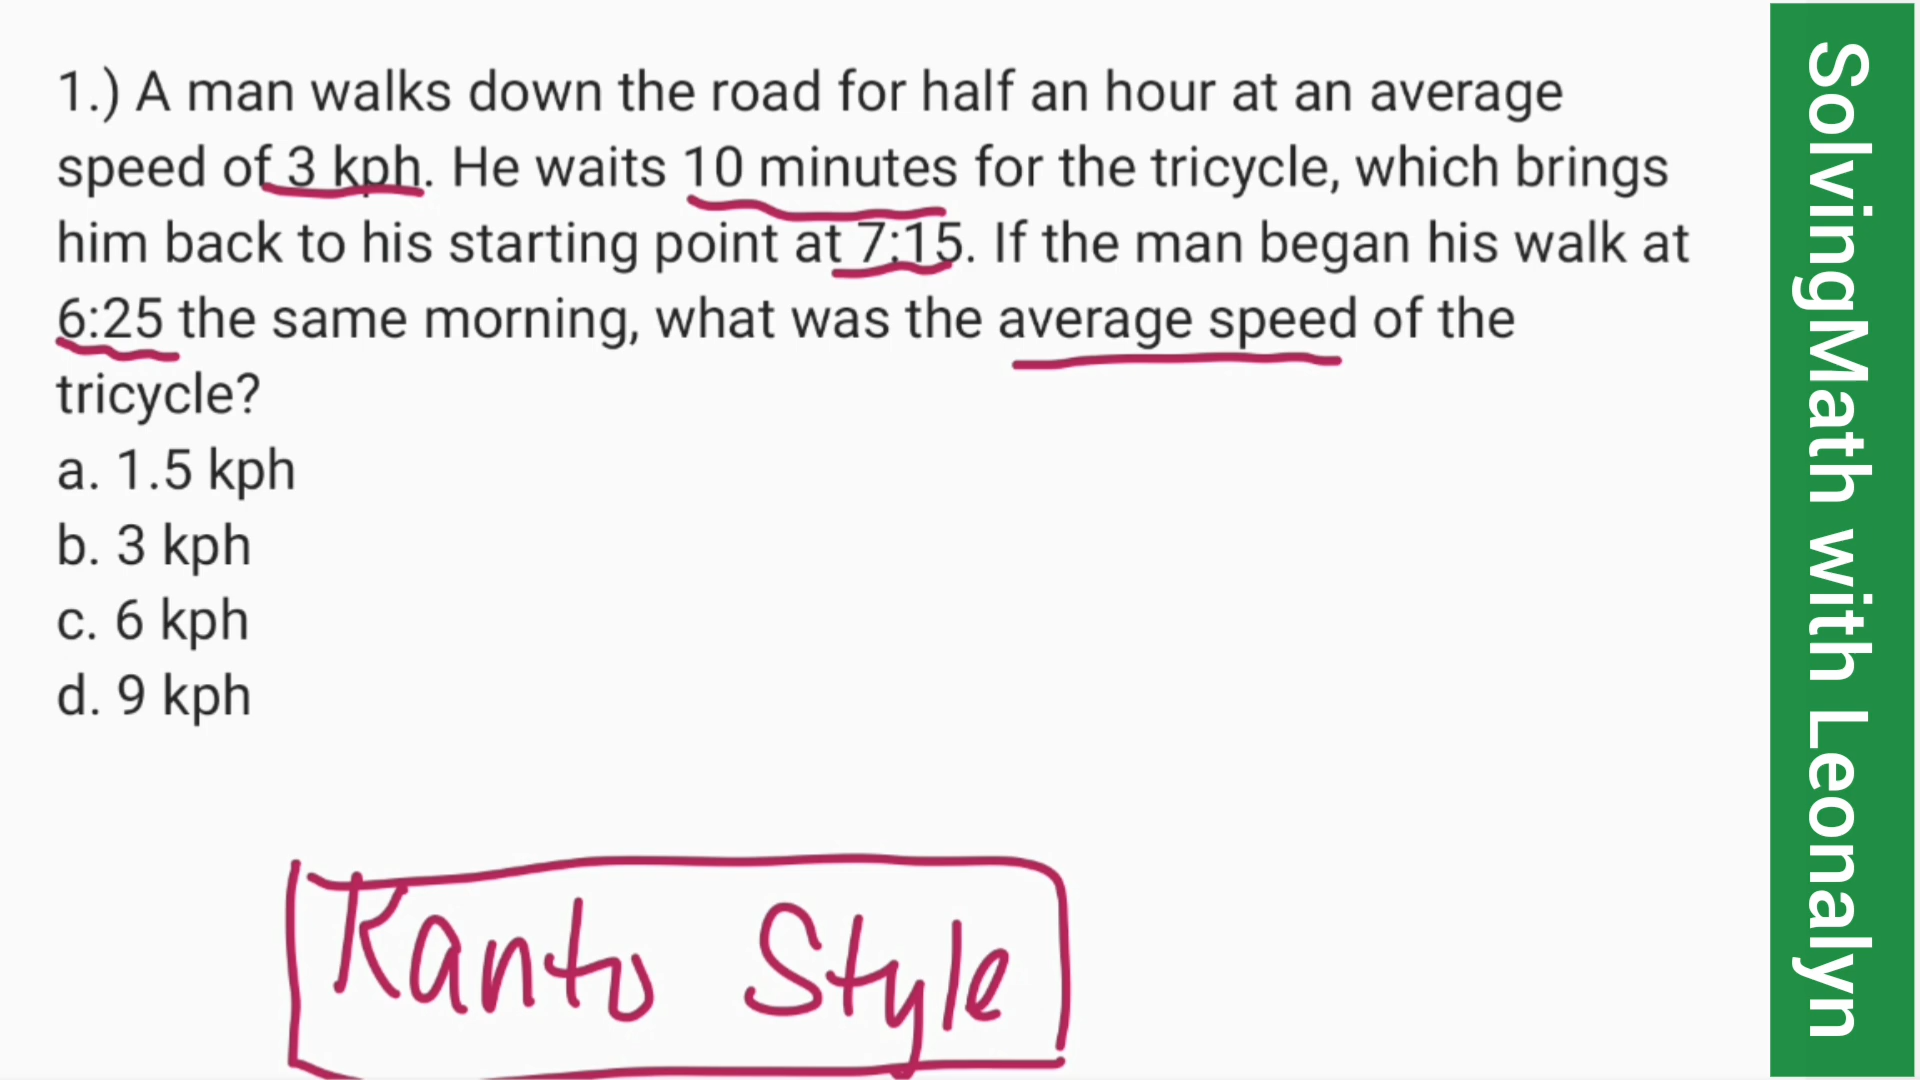 1.) A man walks down the road for half an hour at an average
speed of 3 kph. He waits 10 minutes for the tricycle, which brings
him back to his starting point at 7:15. If the man began his walk at
6:25 the same morning, what was the average speed of the
tricycle?
a. 1.5 kph
b. 3 kph
c. 6 kph
d. 9 kph
Kanto Style
SolvingMath with Leonalyn